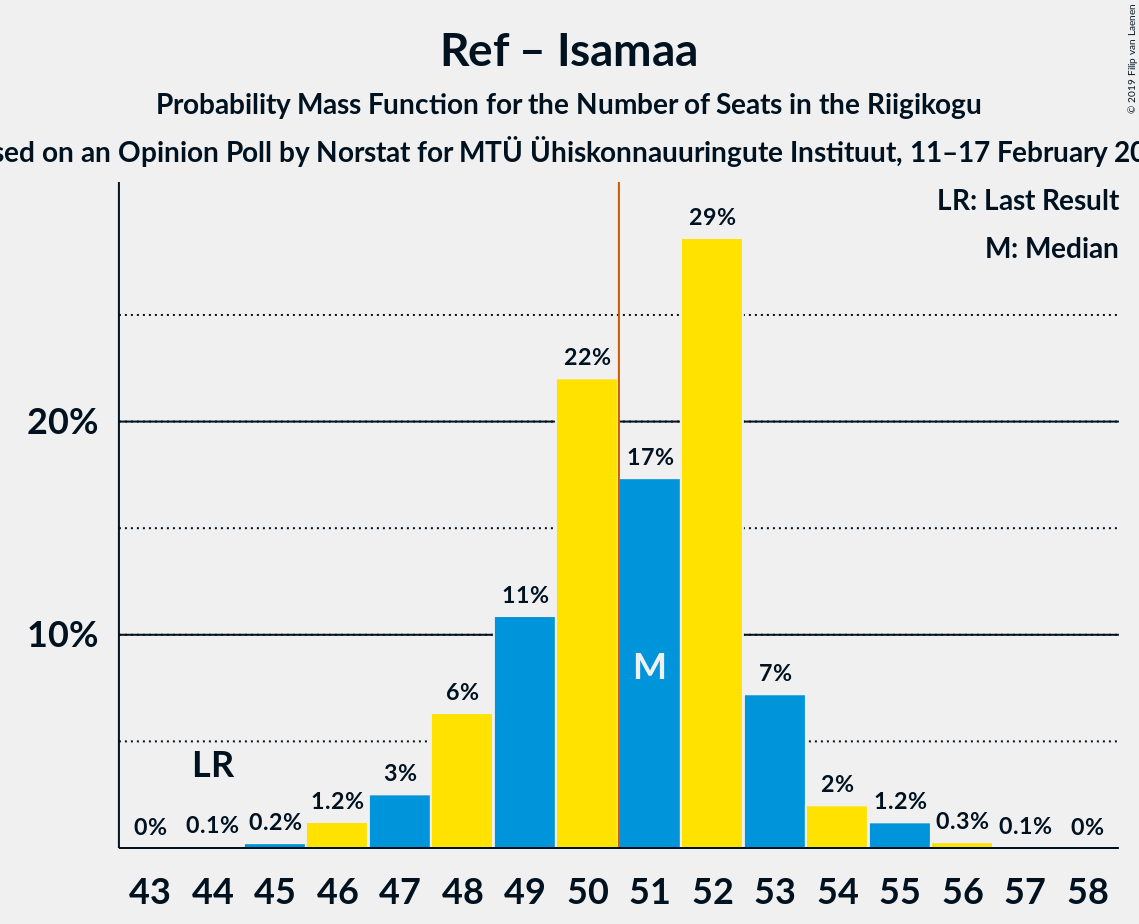 Ref – Isamaa
Probability Mass Function for the Number of Seats in the Riigikogu
on an Opinion Poll by Norstat for MTÜ Ühiskonnauuringute Instituut, 11–17 February
© 2019 Filip van Laenen
LR: Last Result
M: Median
29%
22%
20%
17%
11%
10%
M
7%
6%
LR
3%
2%
1.2%
1.2%
0%
0.1%
0.2%
0.3%
0.1%
0%
43 44 45 46 47 48 49 50 51 52 53 54 55 56 57 58